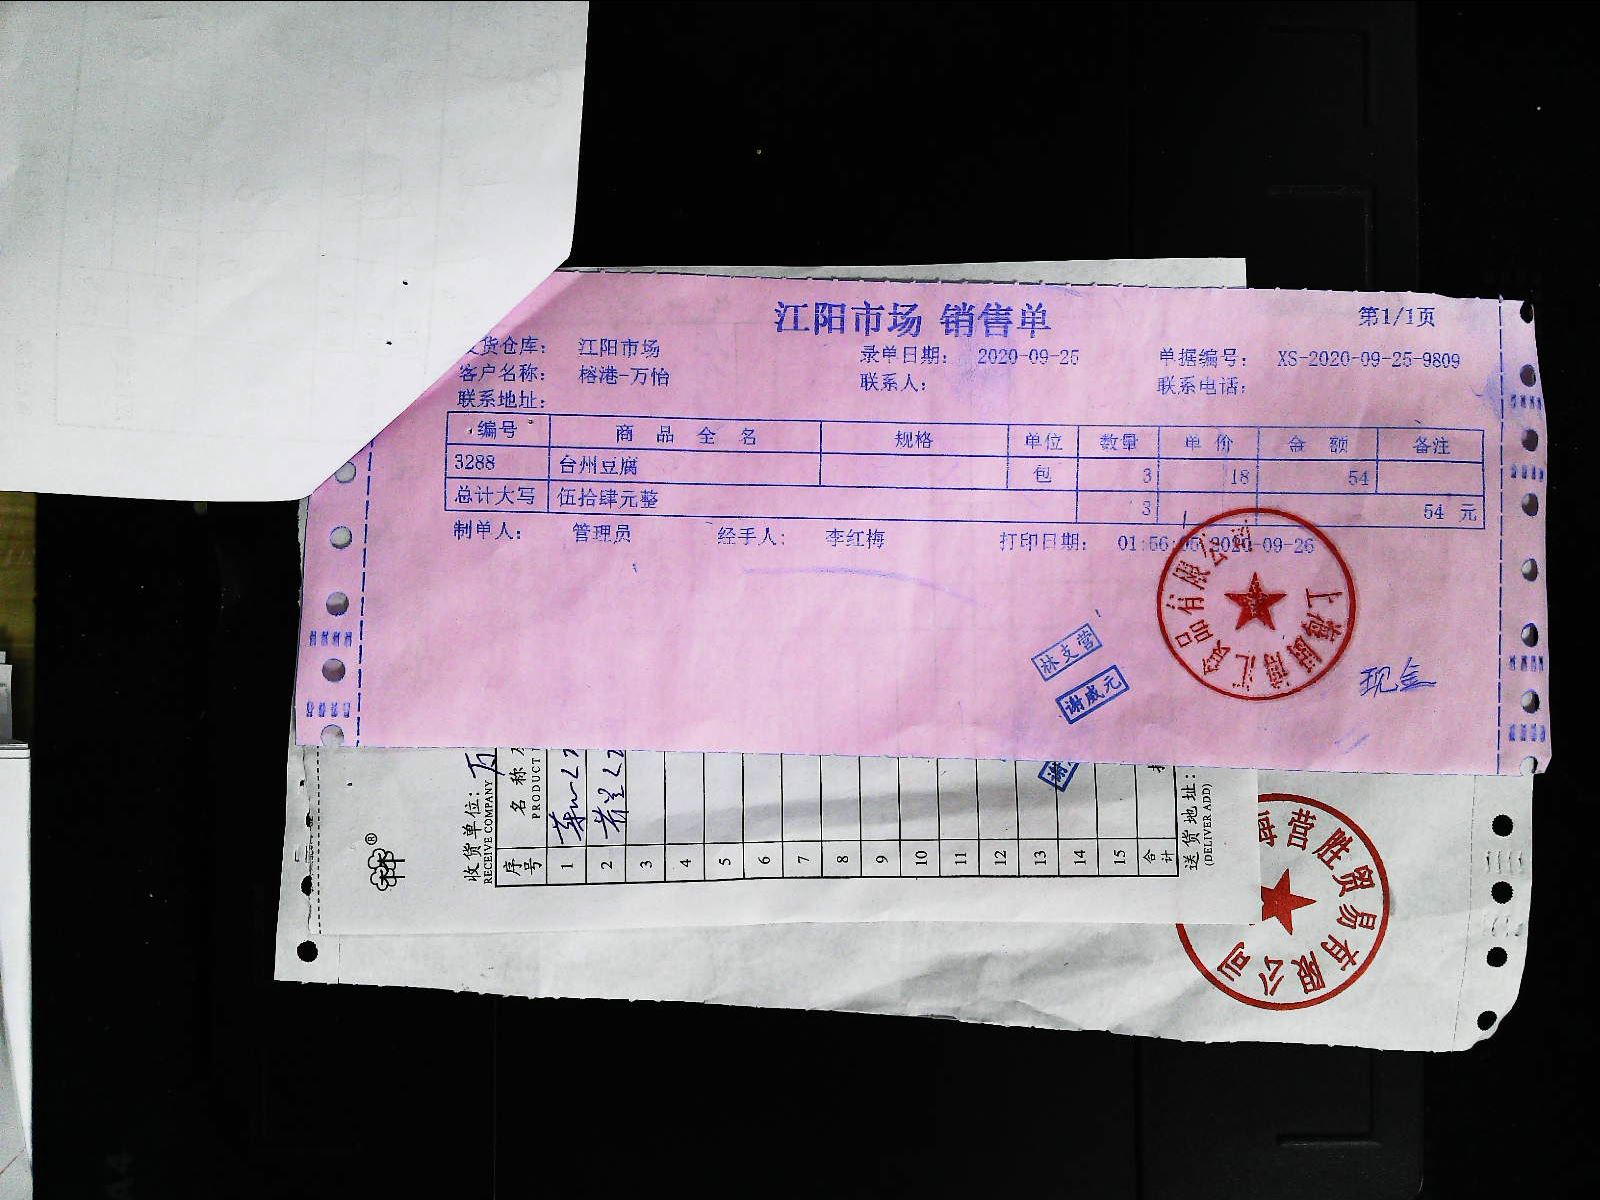 江阳市场 销售单
第1/1页
发货仓库： 江阳市场 录单日期： 2020-09-25 单据编号： XS-2020-09-25-9809
客户名称： 榕港-万怡 联系人： 联系电话：
联系地址：
编号 商品全名 规格 单位 数量 单价 金额 备注
3288 台州豆腐 包 3 18 54
总计大写 伍拾肆元整 3 54 元
制单人： 管理员 经手人： 李红梅 打印日期： 01:56: 2020-09-26
林支营
谢威元
现金
收货单位：
RECEIVE COMPANY
序号
名称
PRODUCT
1
2
3
4
5
6
7
8
9
10
11
12
13
14
15
合计
送货地址：
(DELIVER ADD)
胜贸易有限公司